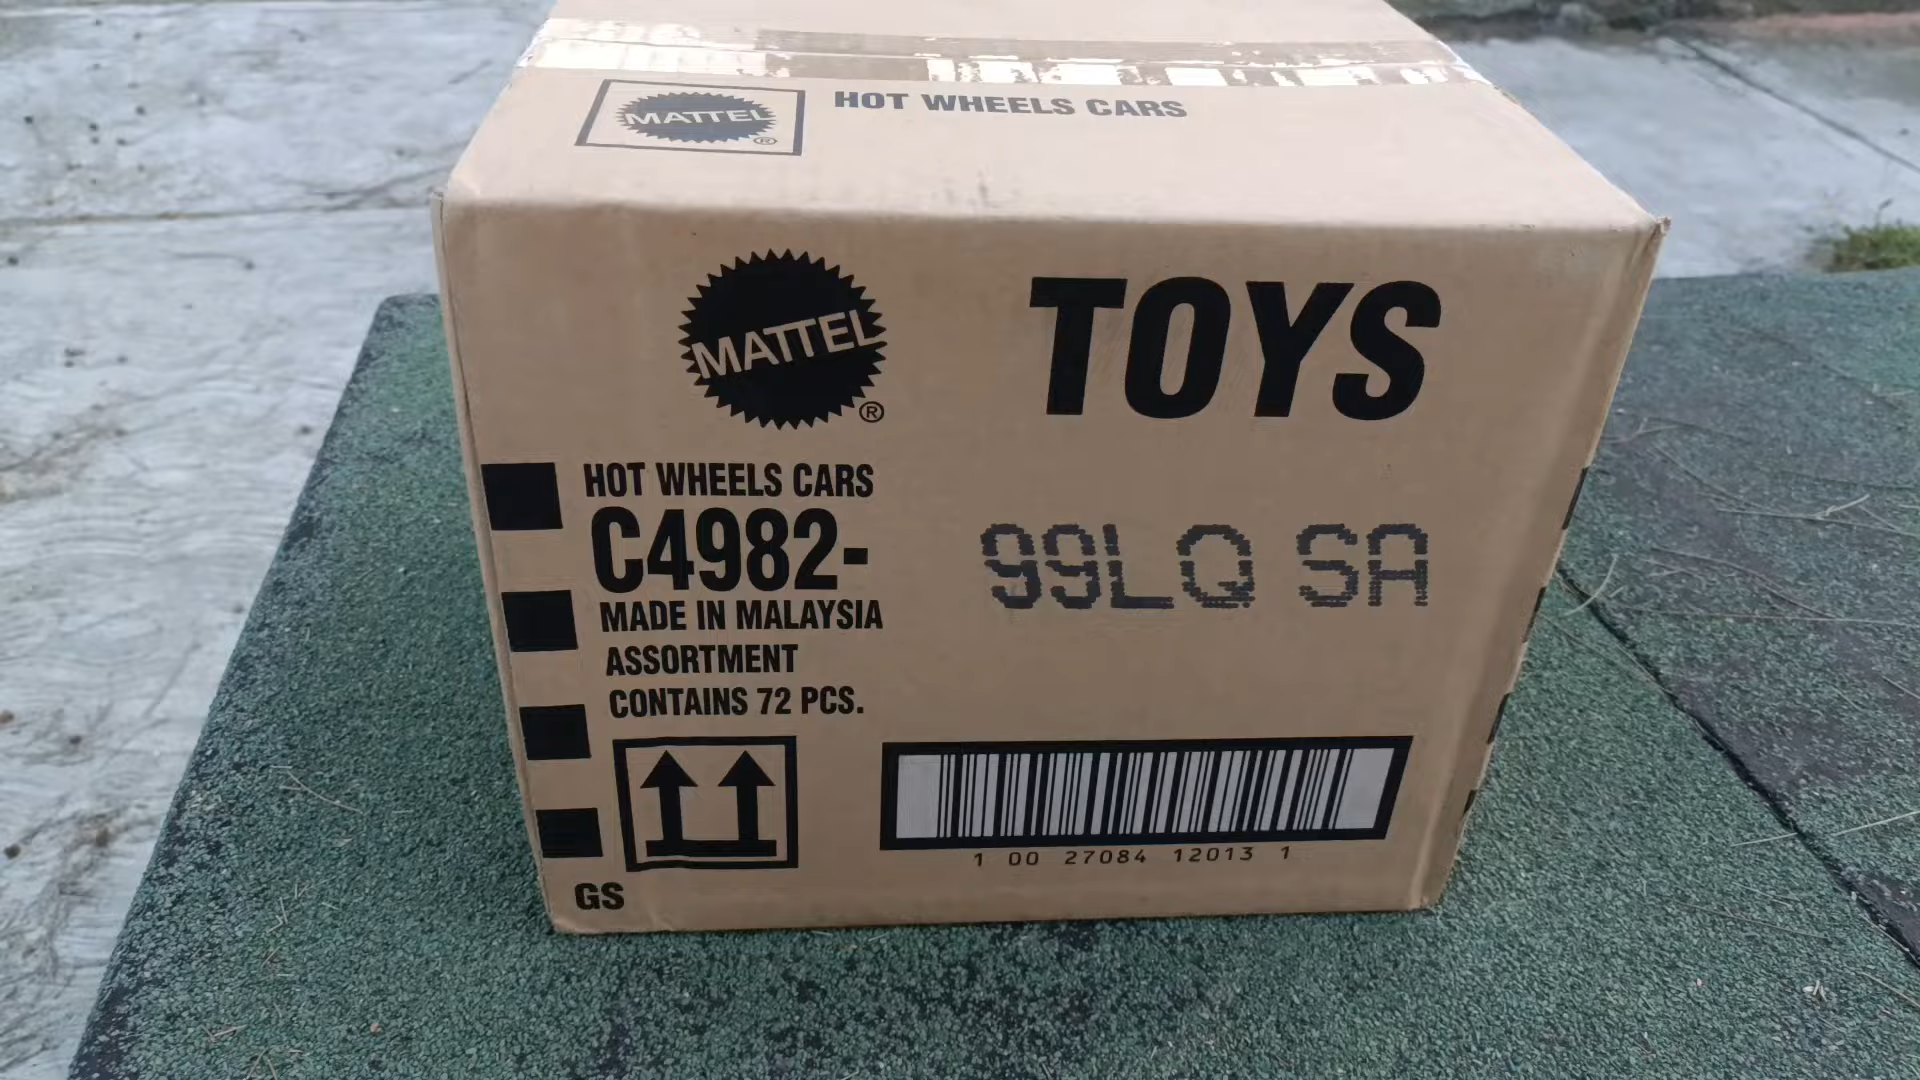 MATTEL ®
HOT WHEELS CARS
MATTEL ®
TOYS
HOT WHEELS CARS
C4982-
99LQ SA
MADE IN MALAYSIA
ASSORTMENT
CONTAINS 72 PCS.
1 00 27084 12013 1
GS